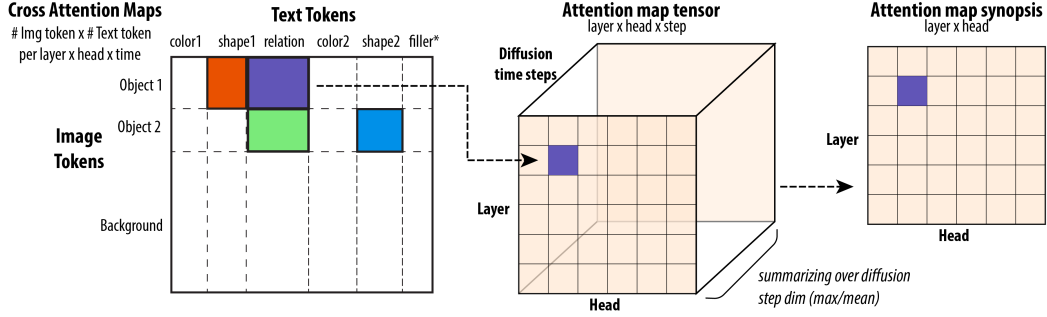 Cross Attention Maps
# Img token x # Text token
per layer x head x time
Text Tokens
color1 shape1 relation color2 shape2 filler*
Object 1
Object 2
Image
Tokens
Background
Attention map tensor
layer x head x step
Diffusion
time steps
Layer
Head
summarizing over diffusion
step dim (max/mean)
Attention map synopsis
layer x head
Layer
Head